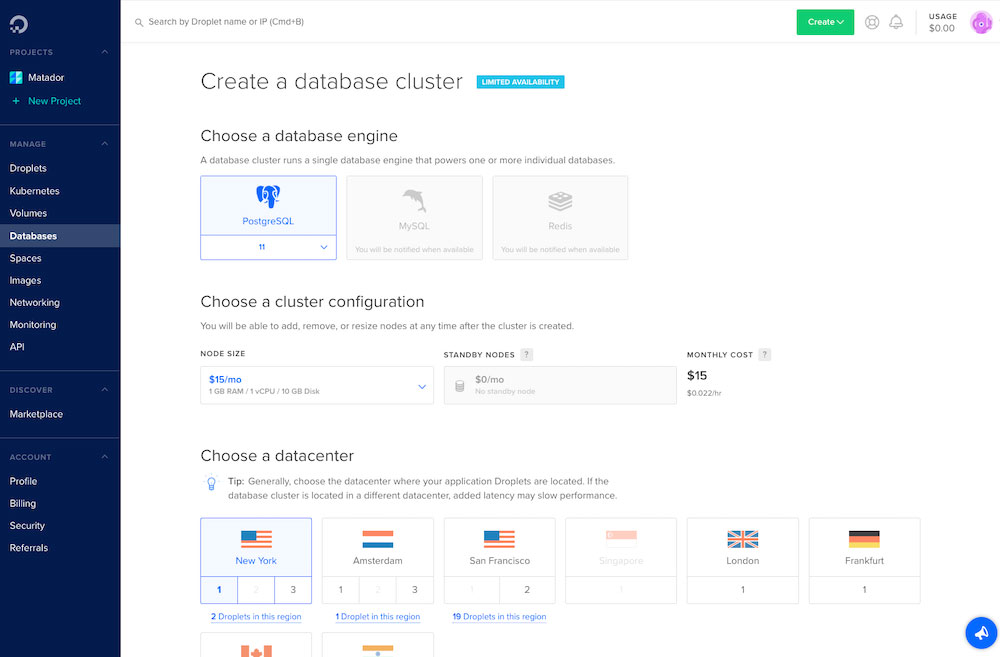 Search by Droplet name or IP (Cmd+B)
Create
USAGE
$0.00
PROJECTS
Matador
+ New Project
MANAGE
Droplets
Kubernetes
Volumes
Databases
Spaces
Images
Networking
Monitoring
API
DISCOVER
Marketplace
ACCOUNT
Profile
Billing
Security
Referrals
Create a database cluster LIMITED AVAILABILITY
Choose a database engine
A database cluster runs a single database engine that powers one or more individual databases.
PostgreSQL MySQL Redis
11 You will be notified when available You will be notified when available
Choose a cluster configuration
You will be able to add, remove, or resize nodes at any time after the cluster is created.
NODE SIZE STANDBY NODES ? MONTHLY COST ?
$15/mo $0/mo $15
1 GB RAM / 1 vCPU / 10 GB Disk No standby node $0.022/hr
Choose a datacenter
Tip: Generally, choose the datacenter where your application Droplets are located. If the
database cluster is located in a different datacenter, added latency may slow performance.
New York Amsterdam San Francisco Singapore London Frankfurt
1 2 3 1 2 3 1 2 1 1 1
2 Droplets in this region 1 Droplet in this region 19 Droplets in this region